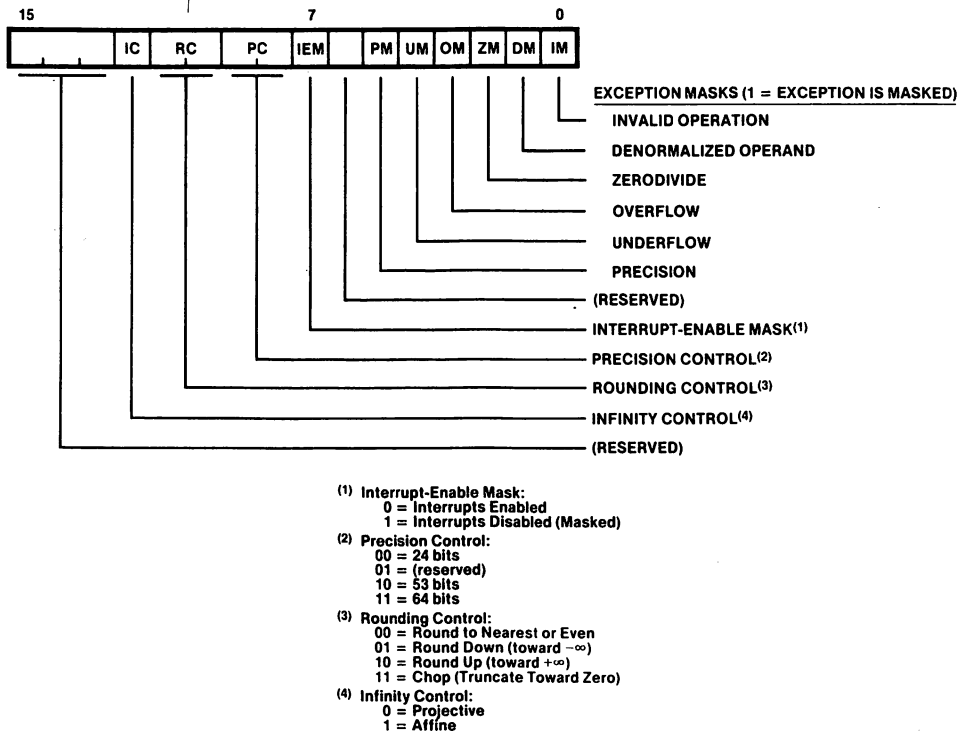 15 7 0
IC RC PC IEM PM UM OM ZM DM IM
EXCEPTION MASKS (1 = EXCEPTION IS MASKED)
INVALID OPERATION
DENORMALIZED OPERAND
ZERODIVIDE
OVERFLOW
UNDERFLOW
PRECISION
(RESERVED)
INTERRUPT-ENABLE MASK(1)
PRECISION CONTROL(2)
ROUNDING CONTROL(3)
INFINITY CONTROL(4)
(RESERVED)
(1) Interrupt-Enable Mask:
0 = Interrupts Enabled
1 = Interrupts Disabled (Masked)
(2) Precision Control:
00 = 24 bits
01 = (reserved)
10 = 53 bits
11 = 64 bits
(3) Rounding Control:
00 = Round to Nearest or Even
01 = Round Down (toward −∞)
10 = Round Up (toward +∞)
11 = Chop (Truncate Toward Zero)
(4) Infinity Control:
0 = Projective
1 = Affine